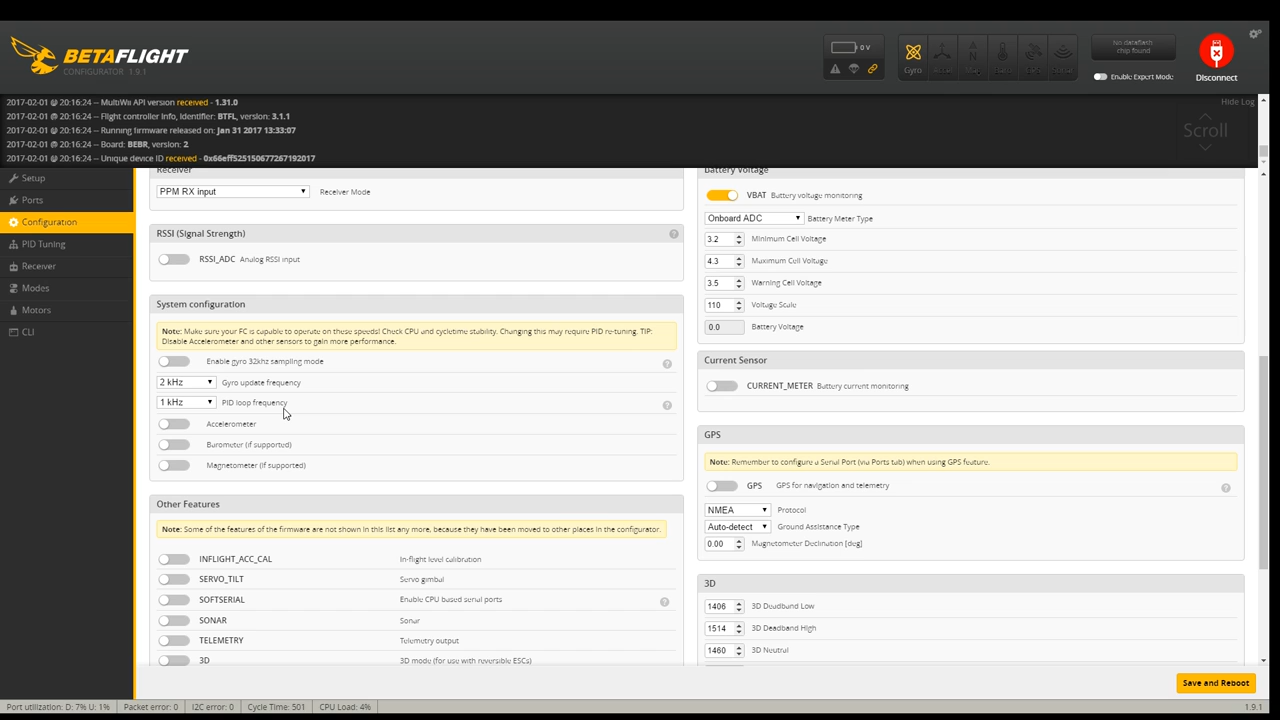 BETAFLIGHT
CONFIGURATOR 1.9.1
0 V
Gyro
No dataflash
chip found
Enable Expert Mode
Disconnect
2017-02-01 @ 20:16:24 -- MultiWii API version received - 1.31.0
2017-02-01 @ 20:16:24 -- Flight controller info, identifier: BTFL, version: 3.1.1
2017-02-01 @ 20:16:24 -- Running firmware released on: Jan 31 2017 13:33:07
2017-02-01 @ 20:16:24 -- Board: BEBR, version: 2
2017-02-01 @ 20:16:24 -- Unique device ID received - 0x66eff525150677267192017
Hide Log
Scroll
Setup
Ports
Configuration
PID Tuning
Receiver
Modes
Motors
CLI
Receiver
PPM RX input
Receiver Mode
RSSI (Signal Strength)
RSSI_ADC Analog RSSI input
System configuration
Note: Make sure your FC is capable to operate on these speeds! Check CPU and cycletime stability. Changing this may require PID re-tuning. TIP:
Disable Accelerometer and other sensors to gain more performance.
Enable gyro 32khz sampling mode
2 kHz Gyro update frequency
1 kHz PID loop frequency
Accelerometer
Barometer (if supported)
Magnetometer (if supported)
Other Features
Note: Some of the features of the firmware are not shown in this list any more, because they have been moved to other places in the configurator.
INFLIGHT_ACC_CAL In-flight level calibration
SERVO_TILT Servo gimbal
SOFTSERIAL Enable CPU based serial ports
SONAR Sonar
TELEMETRY Telemetry output
3D 3D mode (for use with reversible ESCs)
Battery Voltage
VBAT Battery voltage monitoring
Onboard ADC Battery Meter Type
3.2 Minimum Cell Voltage
4.3 Maximum Cell Voltage
3.5 Warning Cell Voltage
110 Voltage Scale
0.0 Battery Voltage
Current Sensor
CURRENT_METER Battery current monitoring
GPS
Note: Remember to configure a Serial Port (via Ports tab) when using GPS feature.
GPS GPS for navigation and telemetry
NMEA Protocol
Auto-detect Ground Assistance Type
0.00 Magnetometer Declination [deg]
3D
1406 3D Deadband Low
1514 3D Deadband High
1460 3D Neutral
Save and Reboot
Port utilization: D: 7% U: 1% Packet error: 0 I2C error: 0 Cycle Time: 501 CPU Load: 4%
1.9.1